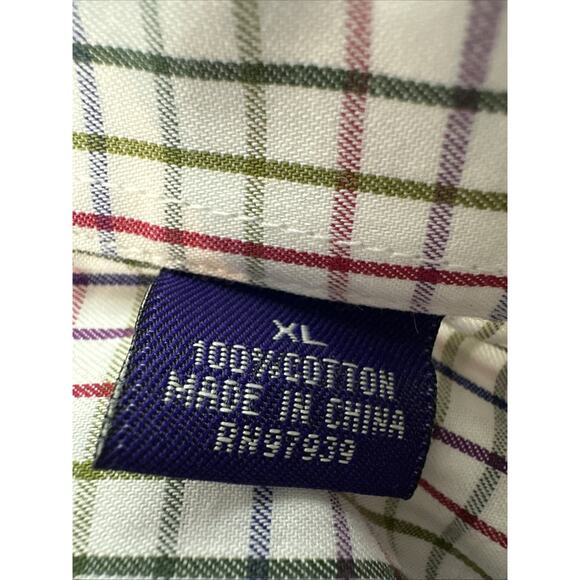 XL
100% COTTON
MADE IN CHINA
RN97939